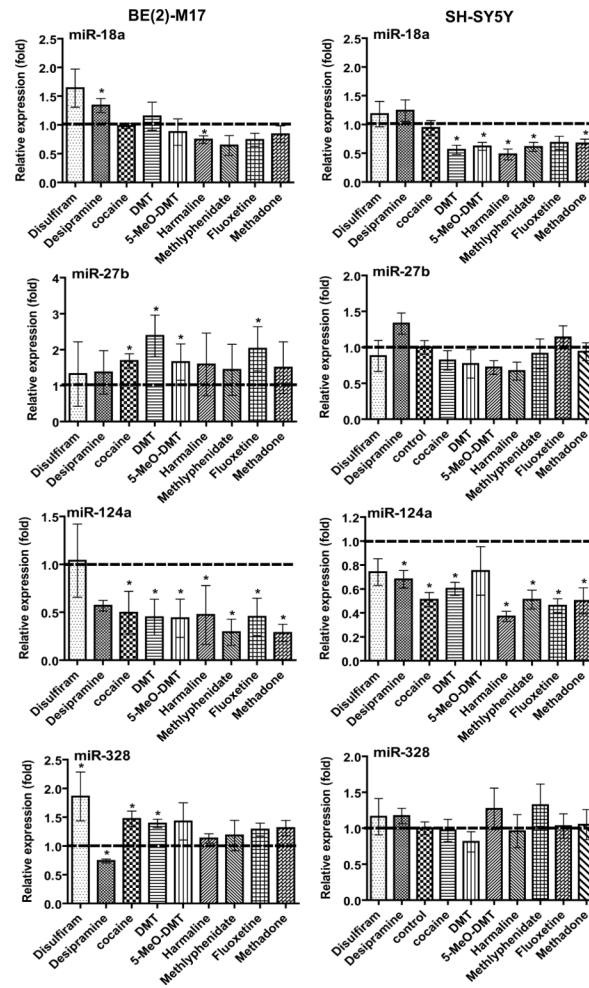 BE(2)-M17
SH-SY5Y
miR-18a
Relative expression (fold)
2.5
2.0
1.5
1.0
0.5
0.0
*
*
Disulfiram
Desipramine
cocaine
DMT
5-MeO-DMT
Harmaline
Methlyphenidate
Fluoxetine
Methadone
miR-18a
Relative expression (fold)
2.0
1.5
1.0
0.5
0.0
*
*
*
*
*
Disulfiram
Desipramine
cocaine
DMT
5-MeO-DMT
Harmaline
Methlyphenidate
Fluoxetine
Methadone
miR-27b
Relative expression (fold)
4
3
2
1
0
*
*
*
*
Disulfiram
Desipramine
cocaine
DMT
5-MeO-DMT
Harmaline
Methlyphenidate
Fluoxetine
Methadone
miR-27b
Relative expression (fold)
2.0
1.5
1.0
0.5
0.0
Disulfiram
Desipramine
control
cocaine
DMT
5-MeO-DMT
Harmaline
Methlyphenidate
Fluoxetine
Methadone
miR-124a
Relative expression (fold)
1.5
1.0
0.5
0.0
*
*
*
*
*
*
*
Disulfiram
Desipramine
cocaine
DMT
5-MeO-DMT
Harmaline
Methlyphenidate
Fluoxetine
Methadone
miR-124a
Relative expression (fold)
1.2
1.0
0.8
0.6
0.4
0.2
0.0
*
*
*
*
*
*
*
Disulfiram
Desipramine
cocaine
DMT
5-MeO-DMT
Harmaline
Methlyphenidate
Fluoxetine
Methadone
miR-328
Relative expression (fold)
2.5
2.0
1.5
1.0
0.5
0.0
*
*
*
*
Disulfiram
Desipramine
cocaine
DMT
5-MeO-DMT
Harmaline
Methlyphenidate
Fluoxetine
Methadone
miR-328
Relative expression (fold)
2.0
1.5
1.0
0.5
0.0
Disulfiram
Desipramine
control
cocaine
DMT
5-MeO-DMT
Harmaline
Methlyphenidate
Fluoxetine
Methadone